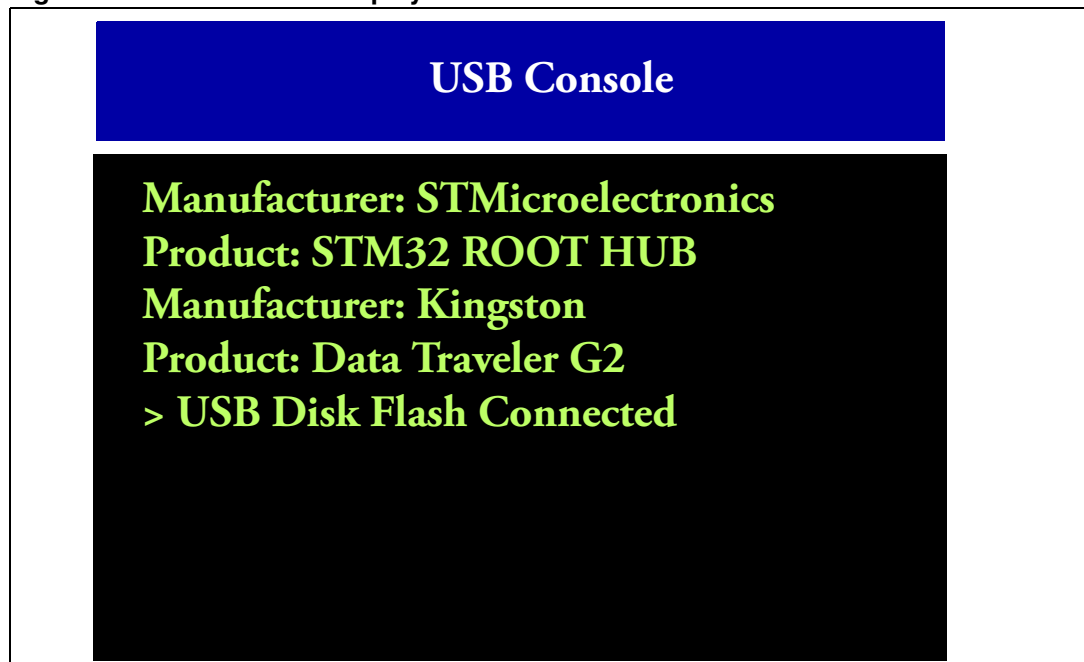 USB Console
Manufacturer: STMicroelectronics
Product: STM32 ROOT HUB
Manufacturer: Kingston
Product: Data Traveler G2
> USB Disk Flash Connected